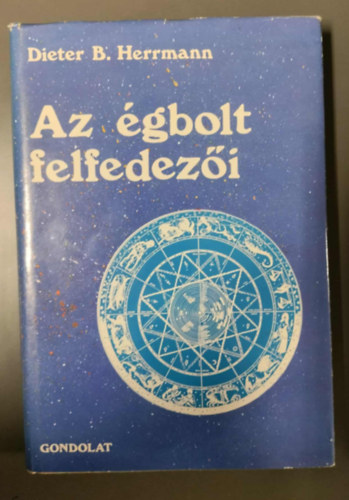 Dieter B. Herrmann
Az égbolt
felfedezői
GONDOLAT